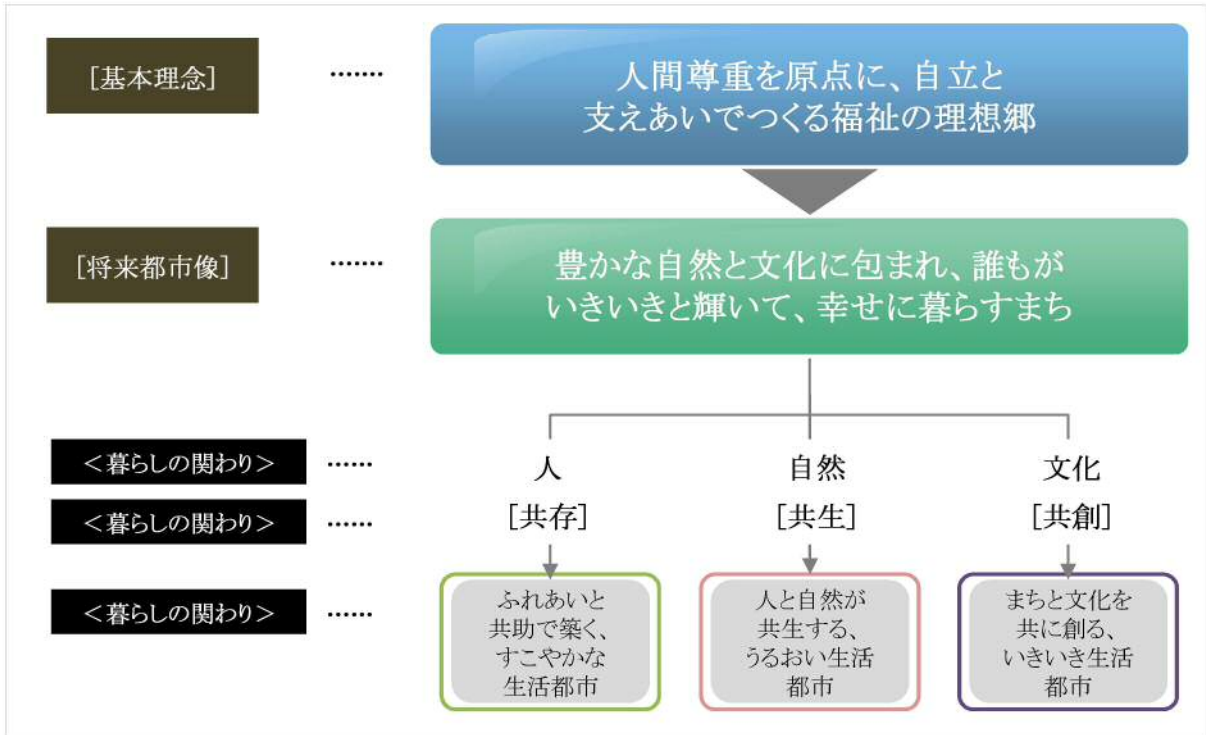 [基本理念] ……. 人間尊重を原点に、自立と
支えあいでつくる福祉の理想郷
[将来都市像] ……. 豊かな自然と文化に包まれ、誰もが
いきいきと輝いて、幸せに暮らすまち
<暮らしの関わり> …… 人 自然 文化
<暮らしの関わり> …… [共存] [共生] [共創]
<暮らしの関わり> ……
ふれあいと
共助で築く、
すこやかな
生活都市
人と自然が
共生する、
うるおい生活
都市
まちと文化を
共に創る、
いきいき生活
都市